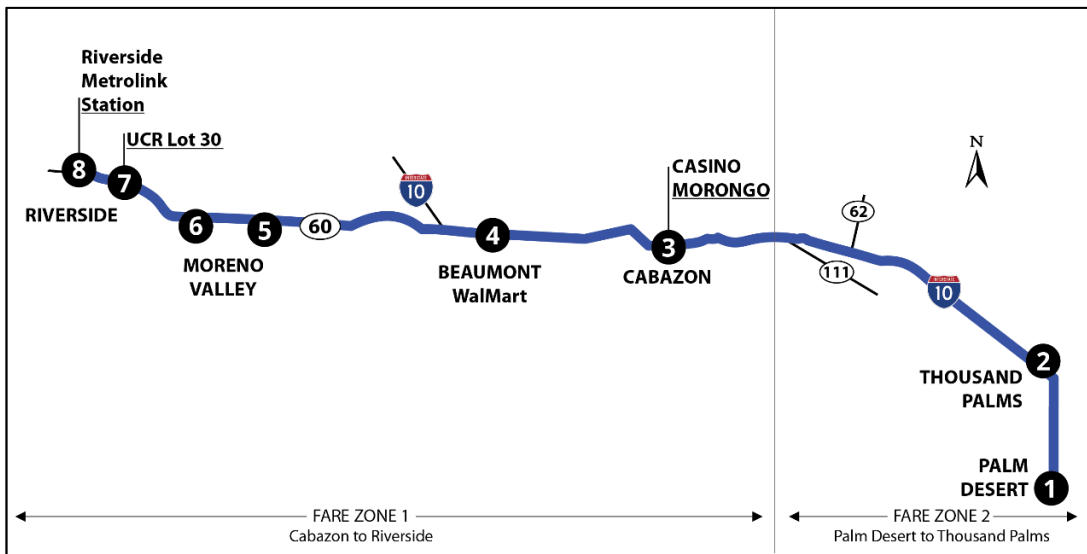 Riverside
Metrolink
Station
UCR Lot 30
8
7
RIVERSIDE
6
5
60
MORENO
VALLEY
INTERSTATE
10
4
BEAUMONT
WalMart
CASINO
MORONGO
3
CABAZON
N
62
111
INTERSTATE
10
2
THOUSAND
PALMS
PALM
DESERT
1
FARE ZONE 1
Cabazon to Riverside
FARE ZONE 2
Palm Desert to Thousand Palms